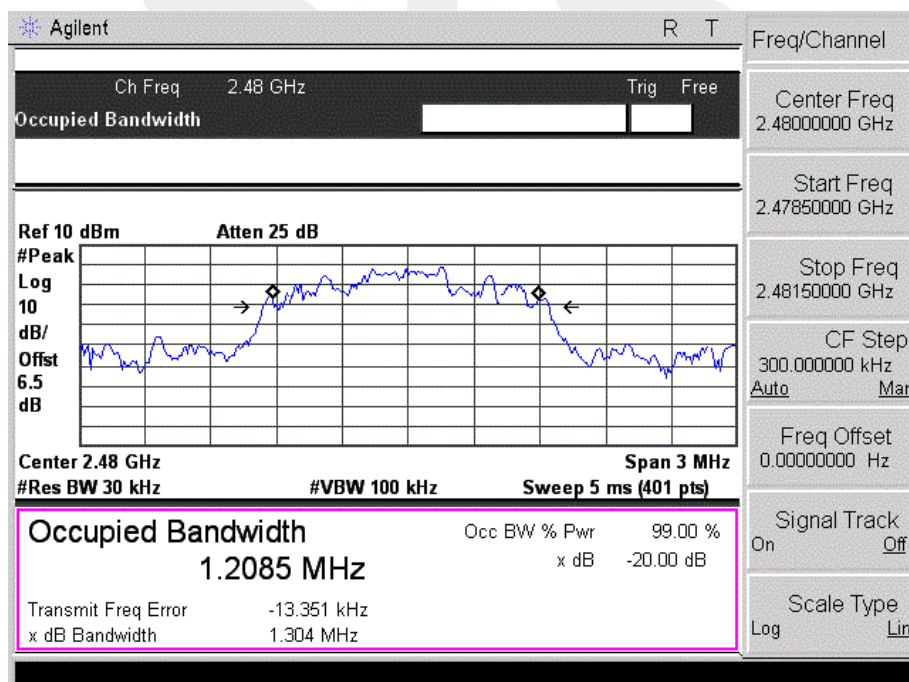 Agilent
R T
Ch Freq 2.48 GHz Trig Free
Occupied Bandwidth
Ref 10 dBm Atten 25 dB
#Peak
Log
10
dB/
Offst
6.5
dB
Center 2.48 GHz Span 3 MHz
#Res BW 30 kHz #VBW 100 kHz Sweep 5 ms (401 pts)
Occupied Bandwidth Occ BW % Pwr 99.00 %
1.2085 MHz x dB -20.00 dB
Transmit Freq Error -13.351 kHz
x dB Bandwidth 1.304 MHz
Freq/Channel
Center Freq
2.48000000 GHz
Start Freq
2.47850000 GHz
Stop Freq
2.48150000 GHz
CF Step
300.000000 kHz
Auto Man
Freq Offset
0.00000000 Hz
Signal Track
On Off
Scale Type
Log Lin